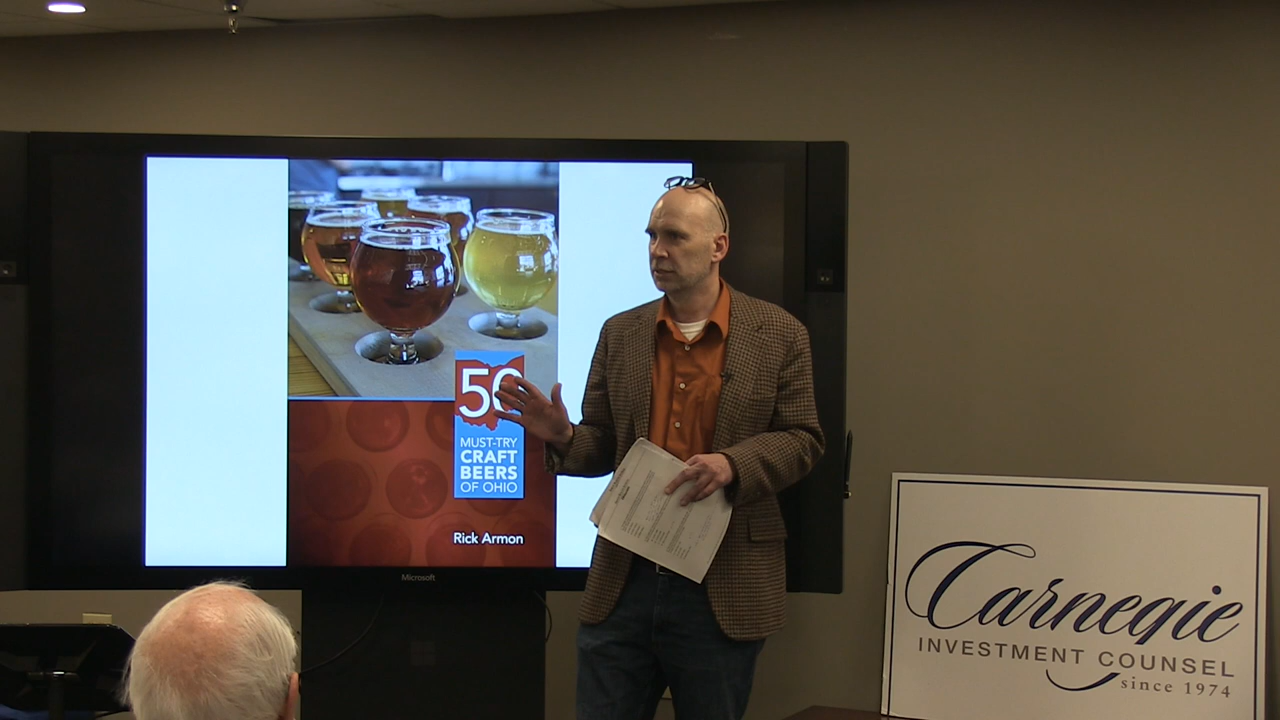 50
MUST-TRY
CRAFT
BEERS
OF OHIO
Rick Armon
Microsoft
Carnegie
INVESTMENT COUNSEL
since 1974